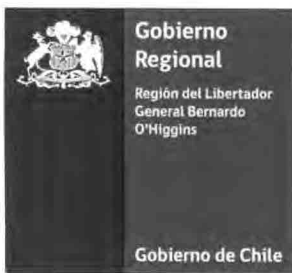 Gobierno
Regional
Región del Libertador
General Bernardo
O'Higgins
Gobierno de Chile